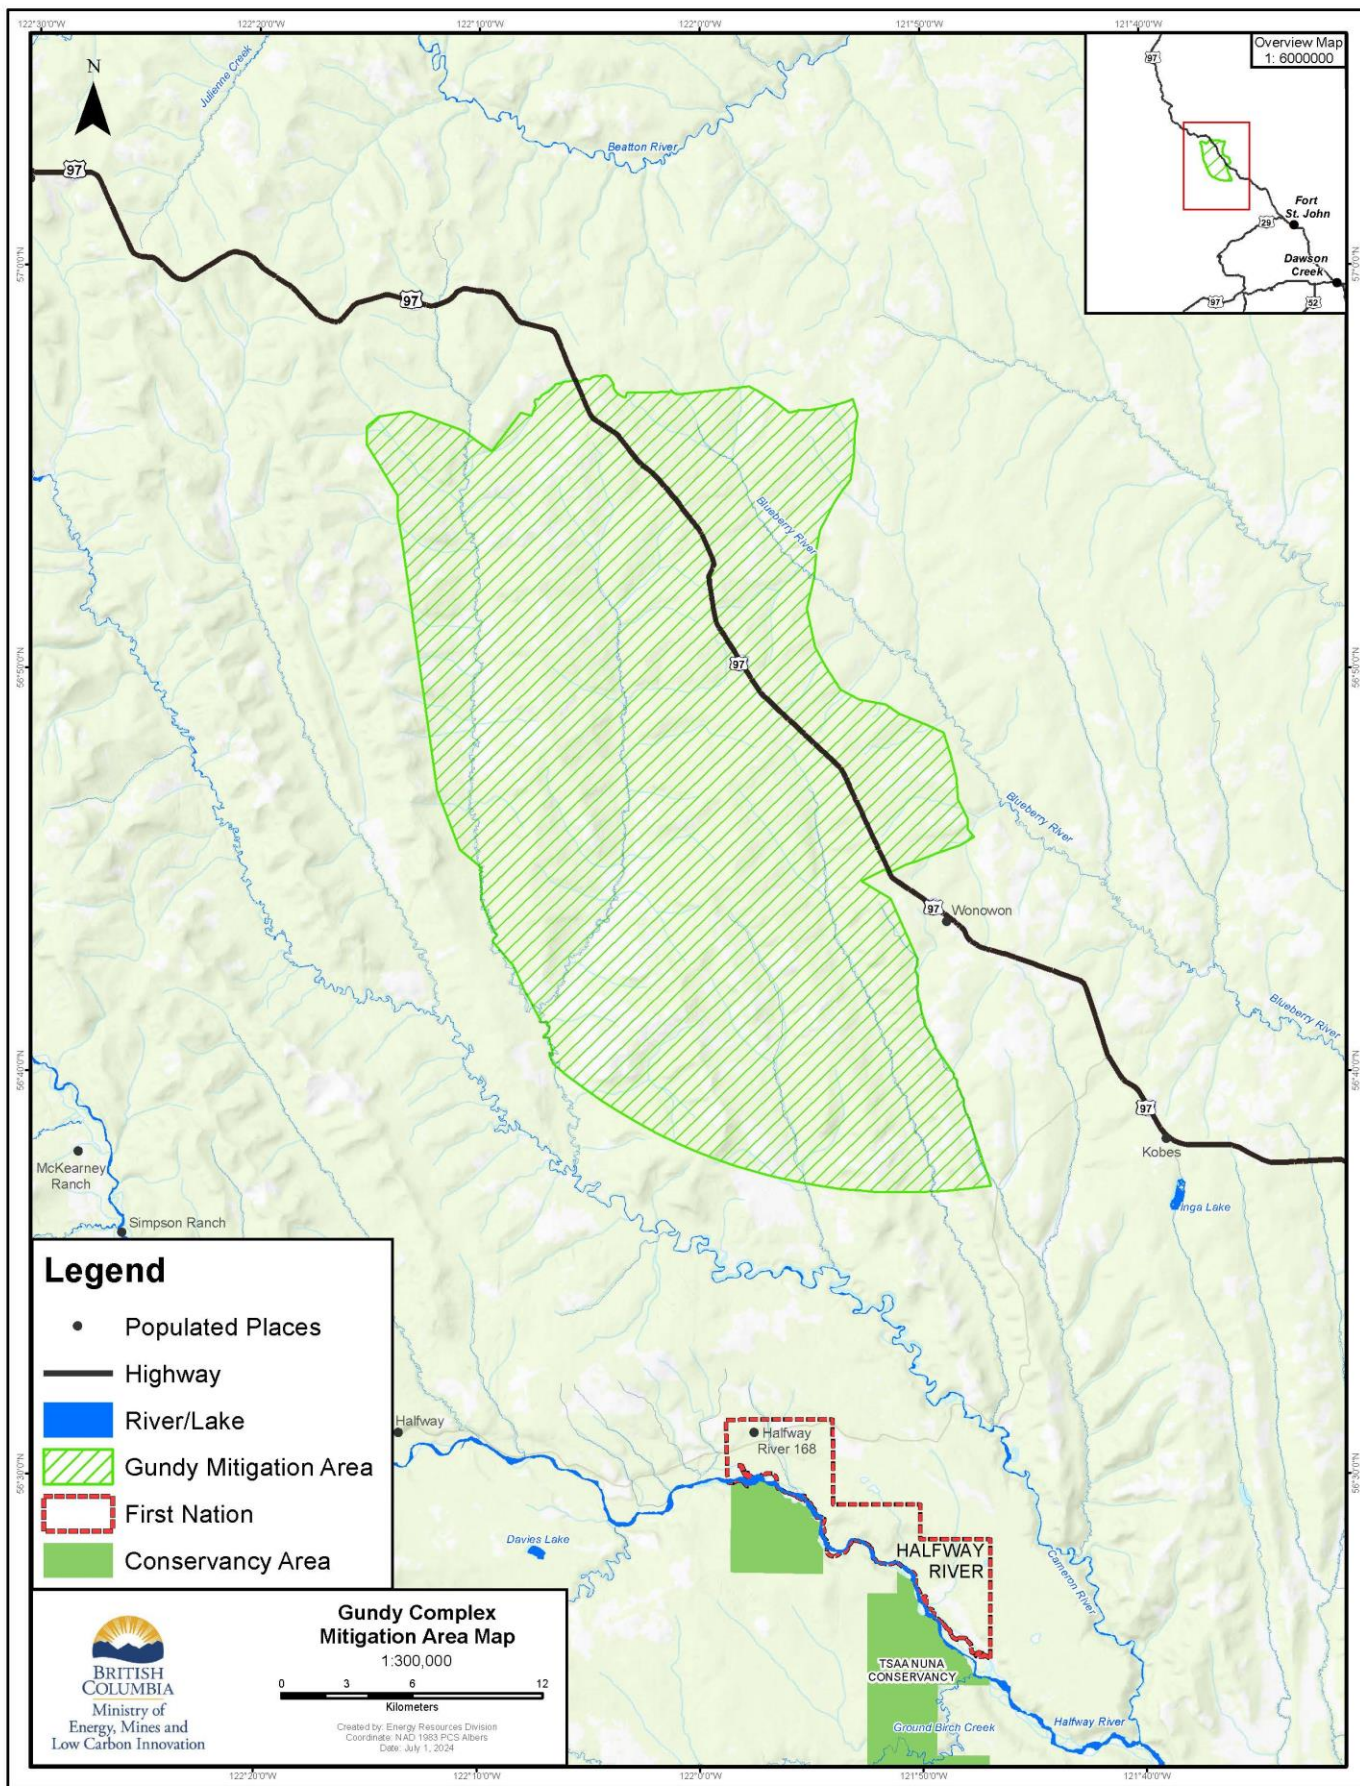 122°30'0"W
122°20'0"W
122°10'0"W
122°0'0"W
121°50'0"W
121°40'0"W
Overview Map
1: 6000000
97
Fort
St. John
29
Dawson
Creek
97
52
N
Julienne Creek
Beatton River
97
57°0'0"N
57°0'0"N
97
Blueberry River
56°50'0"N
56°50'0"N
97
Blueberry River
97
Wonowon
Blueberry River
56°40'0"N
56°40'0"N
97
Kobes
McKearney
Ranch
Inga Lake
Simpson Ranch
Legend
Populated Places
Highway
River/Lake
Gundy Mitigation Area
First Nation
Conservancy Area
Halfway
Halfway
River 168
56°30'0"N
56°30'0"N
Davies Lake
HALFWAY
RIVER
Cameron River
TSAA NUNA
CONSERVANCY
Ground Birch Creek
Halfway River
BRITISH
COLUMBIA
Ministry of
Energy, Mines and
Low Carbon Innovation
Gundy Complex
Mitigation Area Map
1:300,000
0 3 6 12
Kilometers
Created by: Energy Resources Division
Coordinate: NAD 1983 PCS Albers
Date: July 1, 2024
122°20'0"W
122°10'0"W
122°0'0"W
121°50'0"W
121°40'0"W